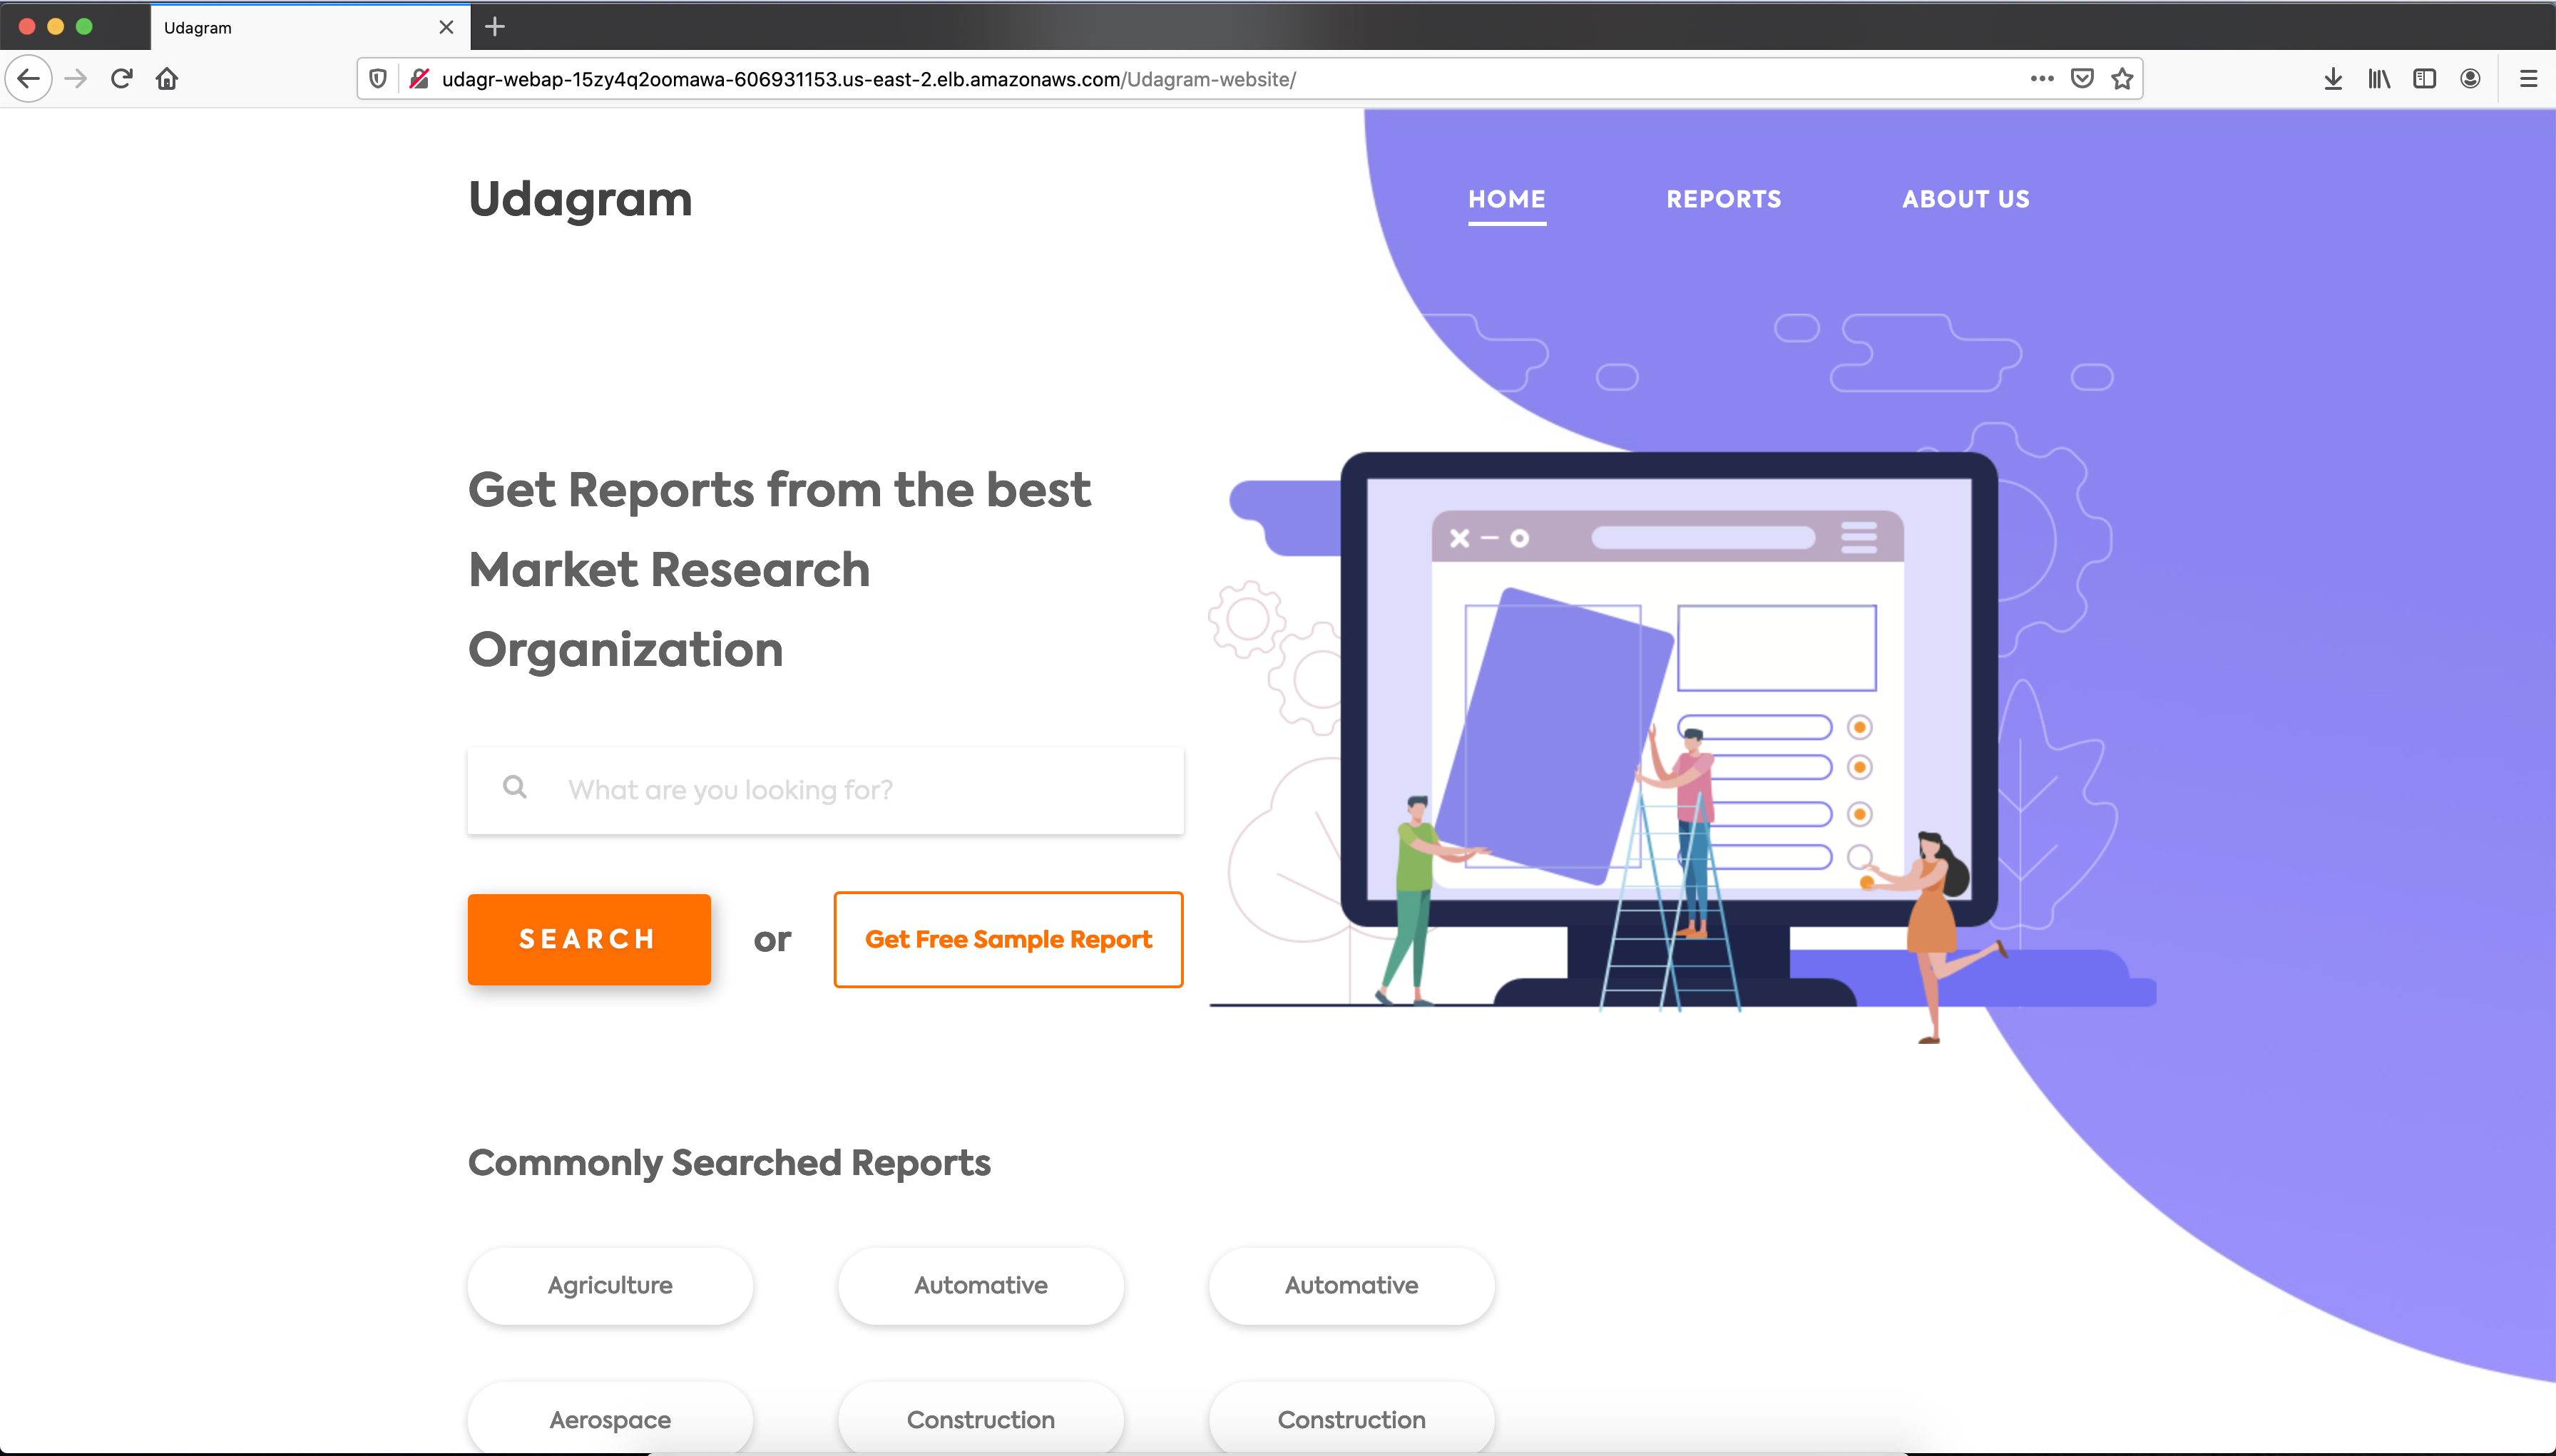 Udagram
udagr-webap-15zy4q2oomawa-606931153.us-east-2.elb.amazonaws.com/Udagram-website/
Udagram
HOME REPORTS ABOUT US
Get Reports from the best
Market Research
Organization
What are you looking for?
SEARCH or Get Free Sample Report
Commonly Searched Reports
Agriculture Automative Automative
Aerospace Construction Construction